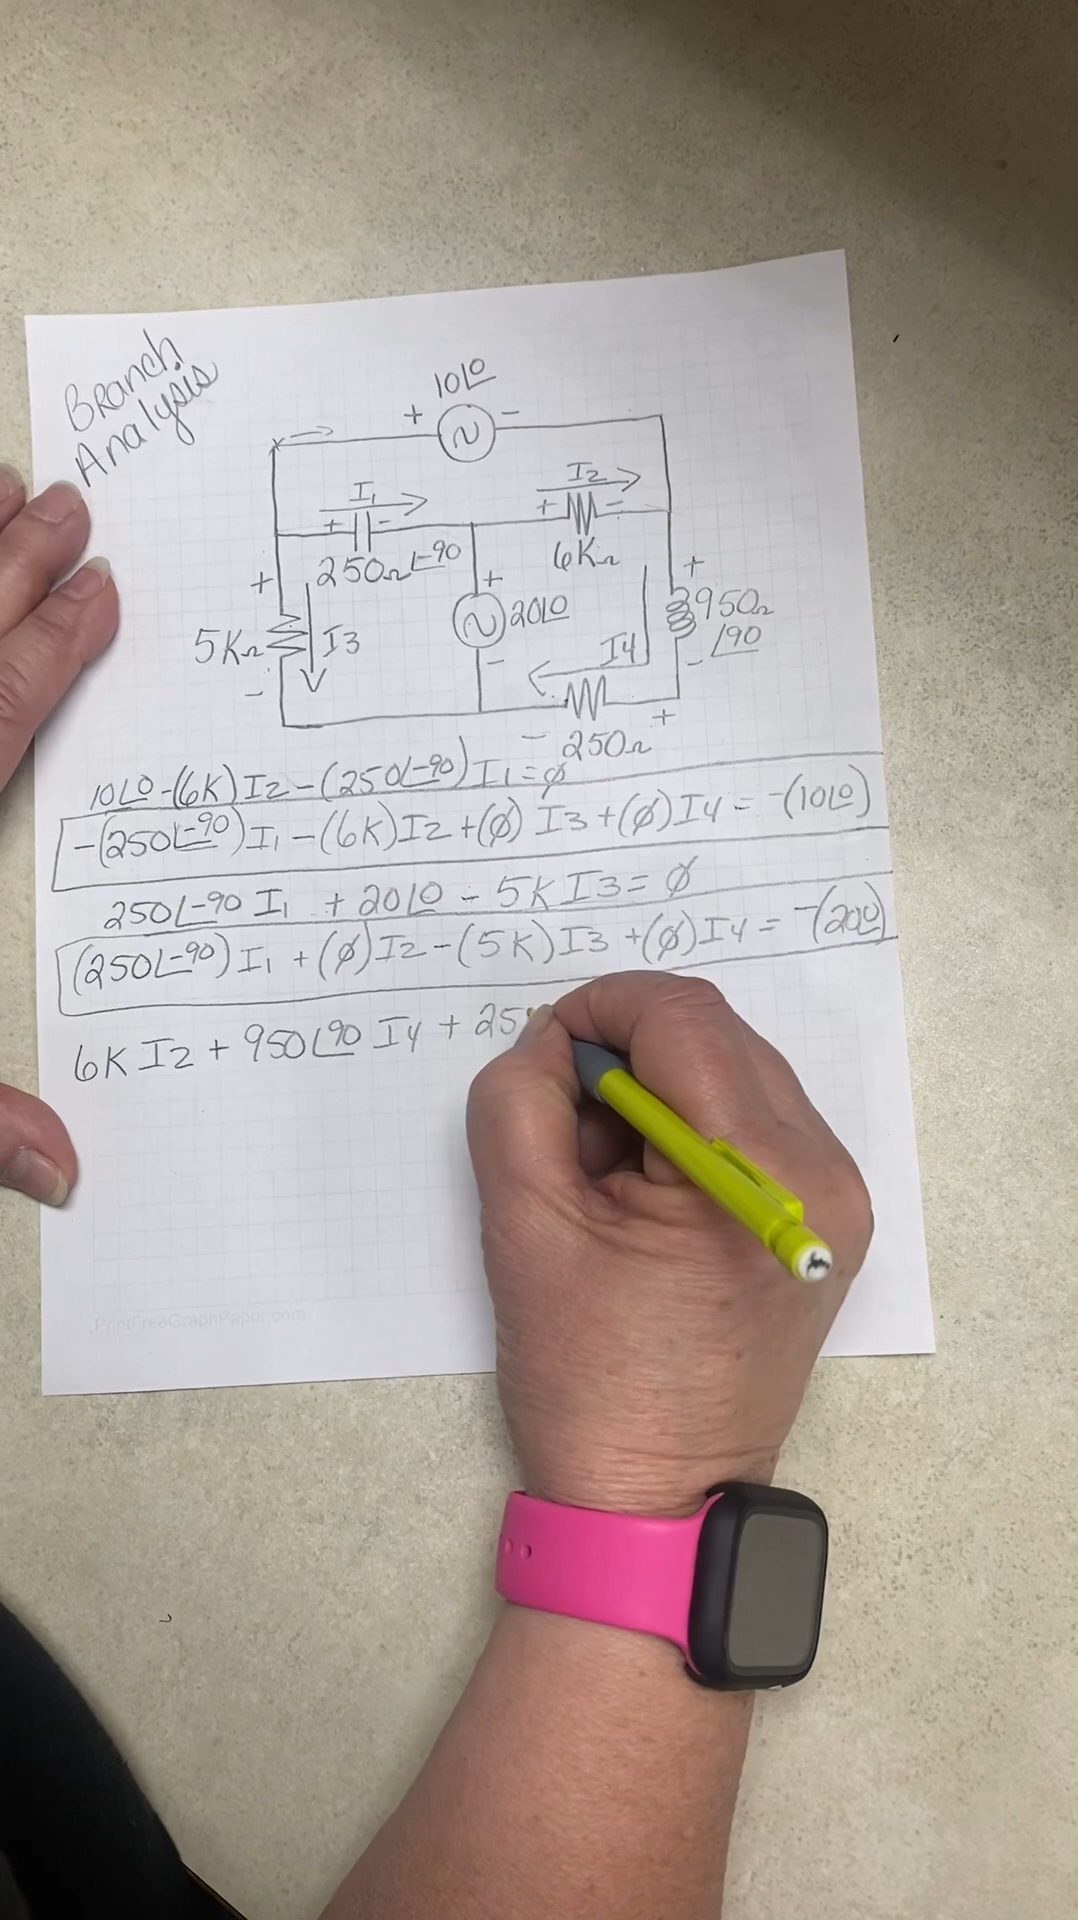 Branch
Analysis
10∠0
+ -
I1
+ -
250Ω∠-90
I2
+ -
6KΩ
+
5KΩ
-
I3
+
20∠0
-
I4
+
950Ω
∠90
-
- +
250Ω
10∠0 -(6K)I2 -(250∠-90)I1 = ∅
-(250∠-90)I1 -(6K)I2 +(∅) I3 +(∅)I4 = -(10∠0)
250∠-90 I1 + 20∠0 - 5K I3 = ∅
(250∠-90)I1 + (∅)I2 -(5K)I3 +(∅)I4 = -(20∠0)
6K I2 + 950∠90 I4 + 25
PrintFreeGraphPaper.com